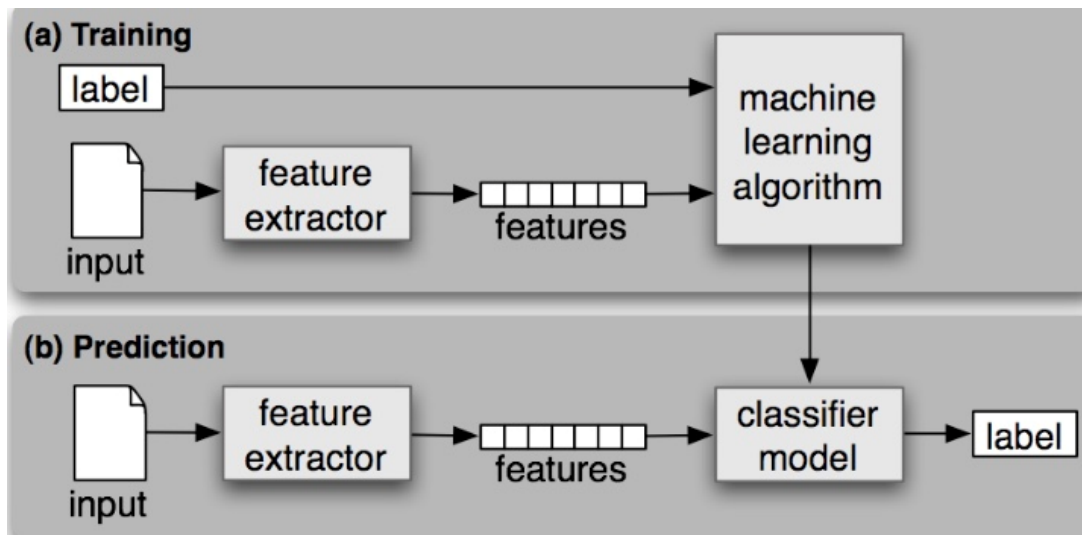 (a) Training
label
machine
learning
algorithm
feature
extractor
features
input
(b) Prediction
feature
extractor
features
input
classifier
model
label